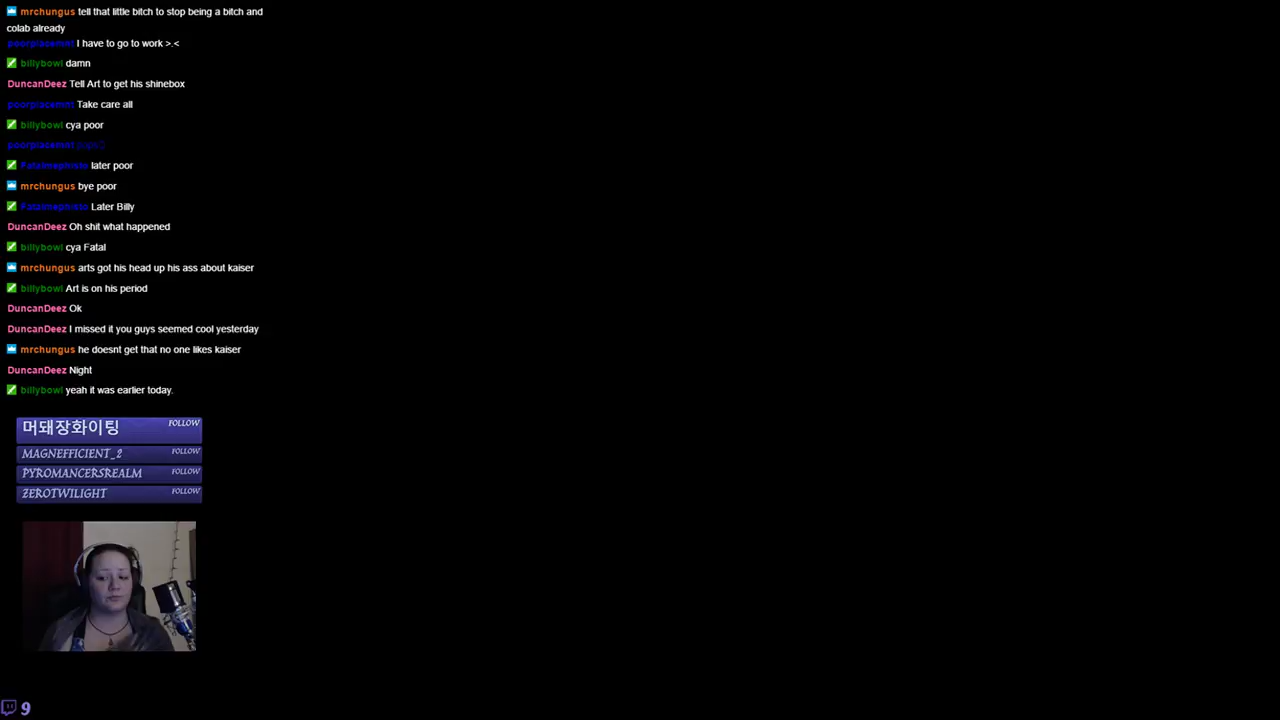 mrchungus tell that little bitch to stop being a bitch and
colab already
poorplacemnt I have to go to work >.<
billybowl damn
DuncanDeez Tell Art to get his shinebox
poorplacemnt Take care all
billybowl cya poor
poorplacemnt
Fatalmephisto later poor
mrchungus bye poor
Fatalmephisto Later Billy
DuncanDeez Oh shit what happened
billybowl cya Fatal
mrchungus arts got his head up his ass about kaiser
billybowl Art is on his period
DuncanDeez Ok
DuncanDeez I missed it you guys seemed cool yesterday
mrchungus he doesnt get that no one likes kaiser
DuncanDeez Night
billybowl yeah it was earlier today.
머돼장화이팅 FOLLOW
MAGNEFFICIENT_2 FOLLOW
PYROMANCERSREALM FOLLOW
ZEROTWILIGHT FOLLOW
9